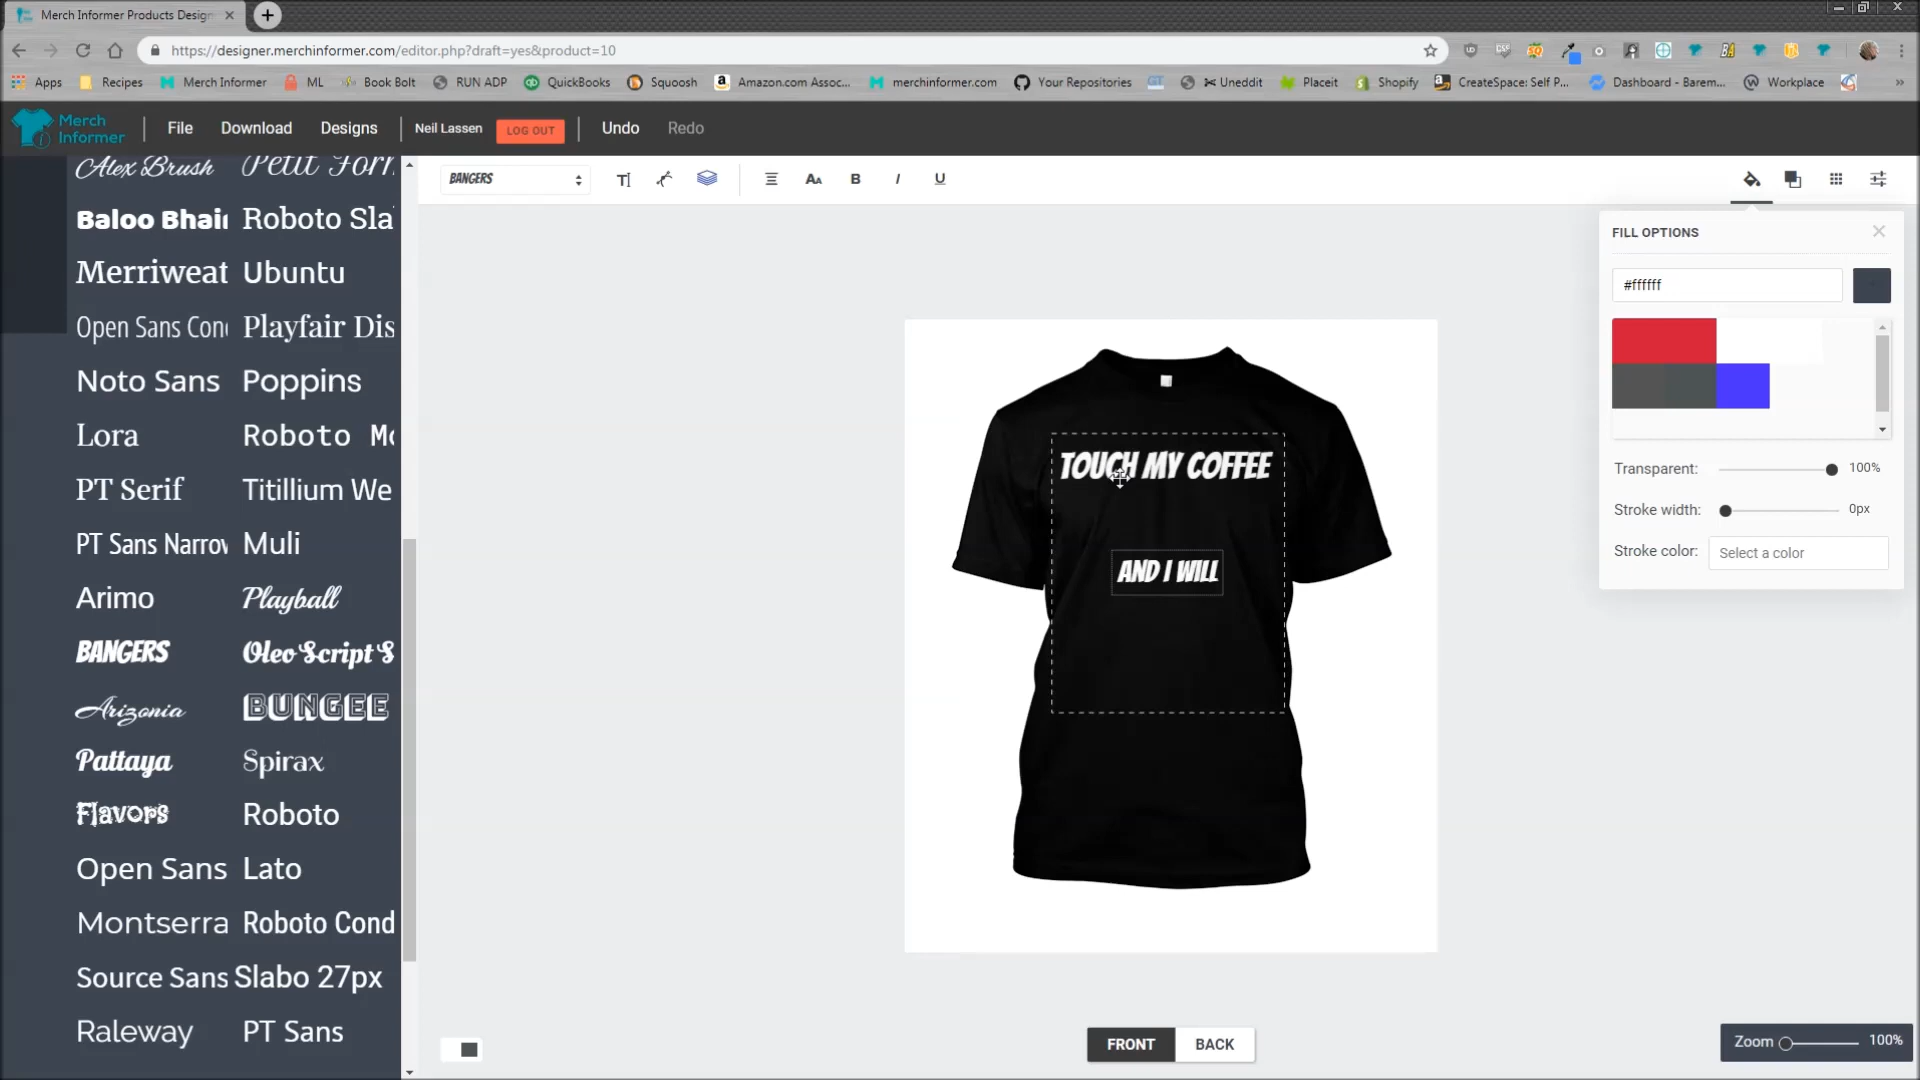 Merch Informer Products Design
https://designer.merchinformer.com/editor.php?draft=yes&product=10
Apps Recipes Merch Informer ML Book Bolt RUN ADP QuickBooks Squoosh Amazon.com Assoc... merchinformer.com Your Repositories GT Uneddit Placeit Shopify CreateSpace: Self P... Dashboard - Barem... Workplace
Merch Informer File Download Designs Neil Lassen LOG OUT Undo Redo
BANGERS
Alex Brush Petit Form
Baloo Bhai Roboto Sla
Merriweat Ubuntu
Open Sans Con Playfair Dis
Noto Sans Poppins
Lora Roboto Mo
PT Serif Titillium We
PT Sans Narrow Muli
Arimo Playball
BANGERS Oleo Script S
Arizonia BUNGEE
Pattaya Spirax
Flavors Roboto
Open Sans Lato
Montserra Roboto Cond
Source Sans Slabo 27px
Raleway PT Sans
TOUCH MY COFFEE
AND I WILL
FILL OPTIONS
#ffffff
Transparent: 100%
Stroke width: 0px
Stroke color: Select a color
FRONT BACK
Zoom 100%